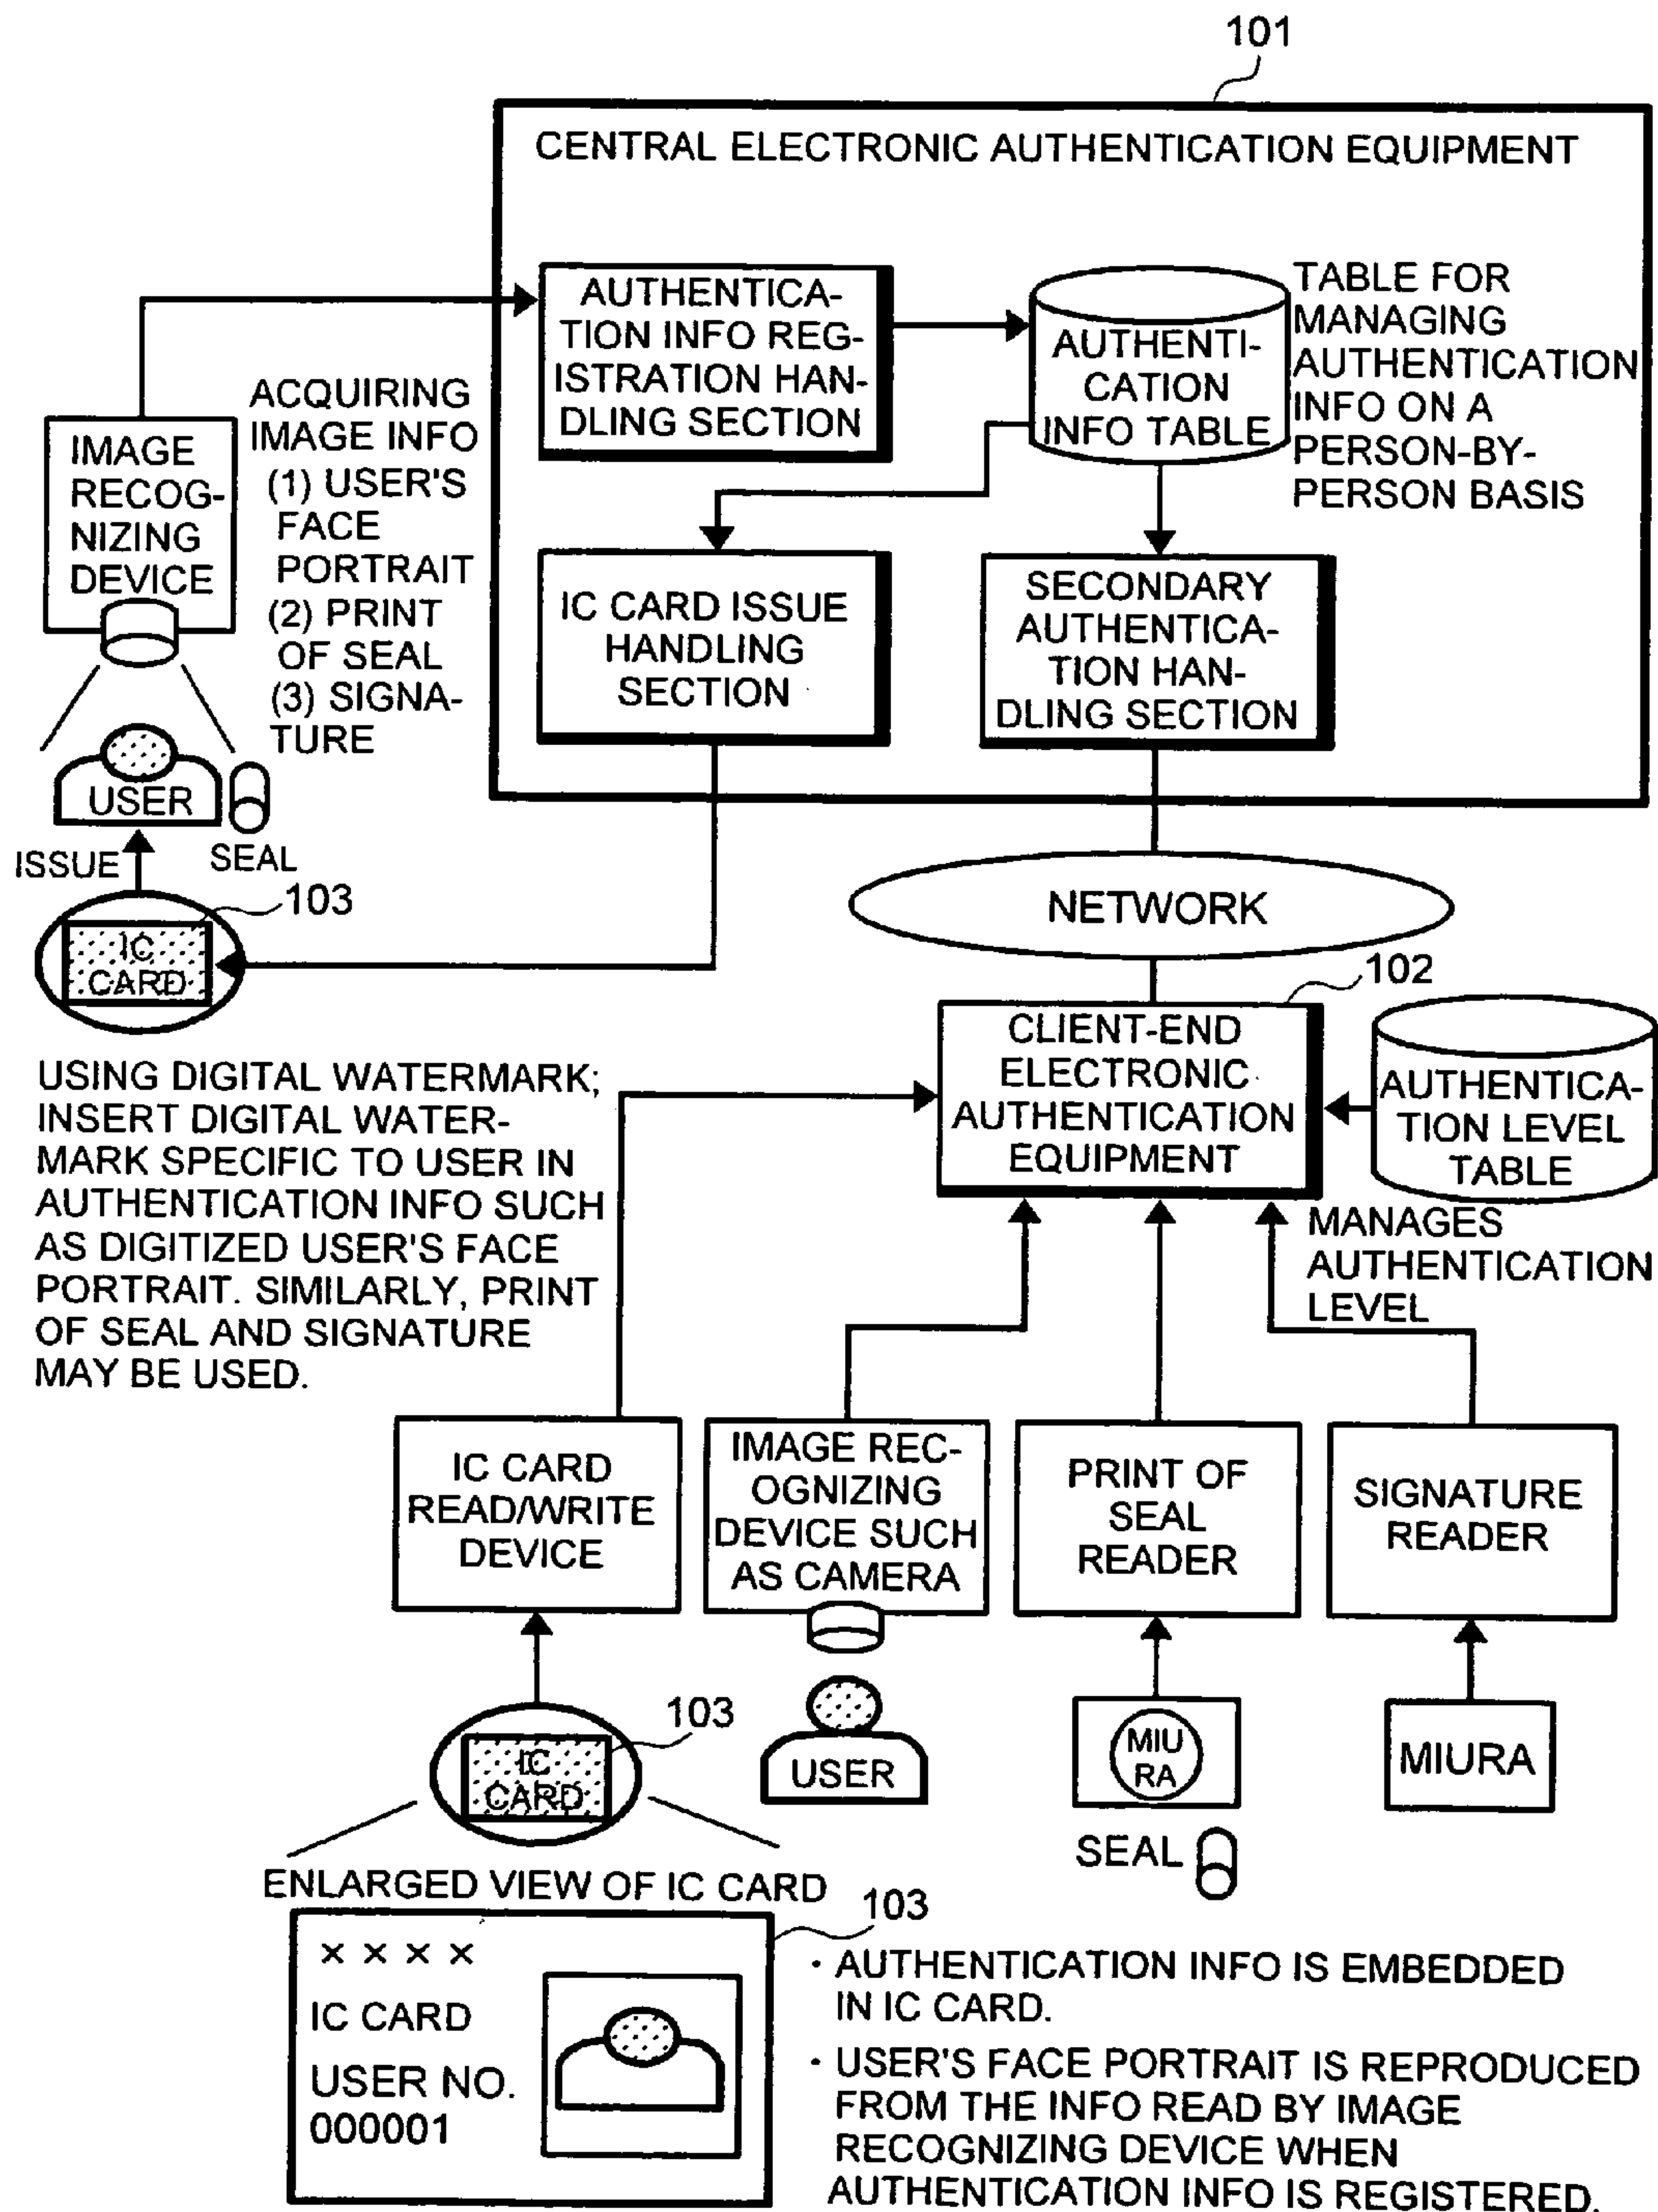 101
CENTRAL ELECTRONIC AUTHENTICATION EQUIPMENT
AUTHENTICA-
TION INFO REG-
ISTRATION HAN-
DLING SECTION
AUTHENTI-
CATION
INFO TABLE
TABLE FOR
MANAGING
AUTHENTICATION
INFO ON A
PERSON-BY-
PERSON BASIS
IMAGE
RECOG-
NIZING
DEVICE
ACQUIRING
IMAGE INFO
(1) USER'S
FACE
PORTRAIT
(2) PRINT
OF SEAL
(3) SIGNA-
TURE
IC CARD ISSUE
HANDLING
SECTION
SECONDARY
AUTHENTICA-
TION HAN-
DLING SECTION
USER
SEAL
ISSUE
103
IC
CARD
NETWORK
102
CLIENT-END
ELECTRONIC
AUTHENTICATION
EQUIPMENT
AUTHENTICA-
TION LEVEL
TABLE
MANAGES
AUTHENTICATION
LEVEL
USING DIGITAL WATERMARK;
INSERT DIGITAL WATER-
MARK SPECIFIC TO USER IN
AUTHENTICATION INFO SUCH
AS DIGITIZED USER'S FACE
PORTRAIT. SIMILARLY, PRINT
OF SEAL AND SIGNATURE
MAY BE USED.
IC CARD
READ/WRITE
DEVICE
IMAGE REC-
OGNIZING
DEVICE SUCH
AS CAMERA
PRINT OF
SEAL
READER
SIGNATURE
READER
103
IC
CARD
USER
MIU
RA
SEAL
MIURA
ENLARGED VIEW OF IC CARD
103
× × × ×
IC CARD
USER NO.
000001
· AUTHENTICATION INFO IS EMBEDDED
IN IC CARD.
· USER'S FACE PORTRAIT IS REPRODUCED
FROM THE INFO READ BY IMAGE
RECOGNIZING DEVICE WHEN
AUTHENTICATION INFO IS REGISTERED.